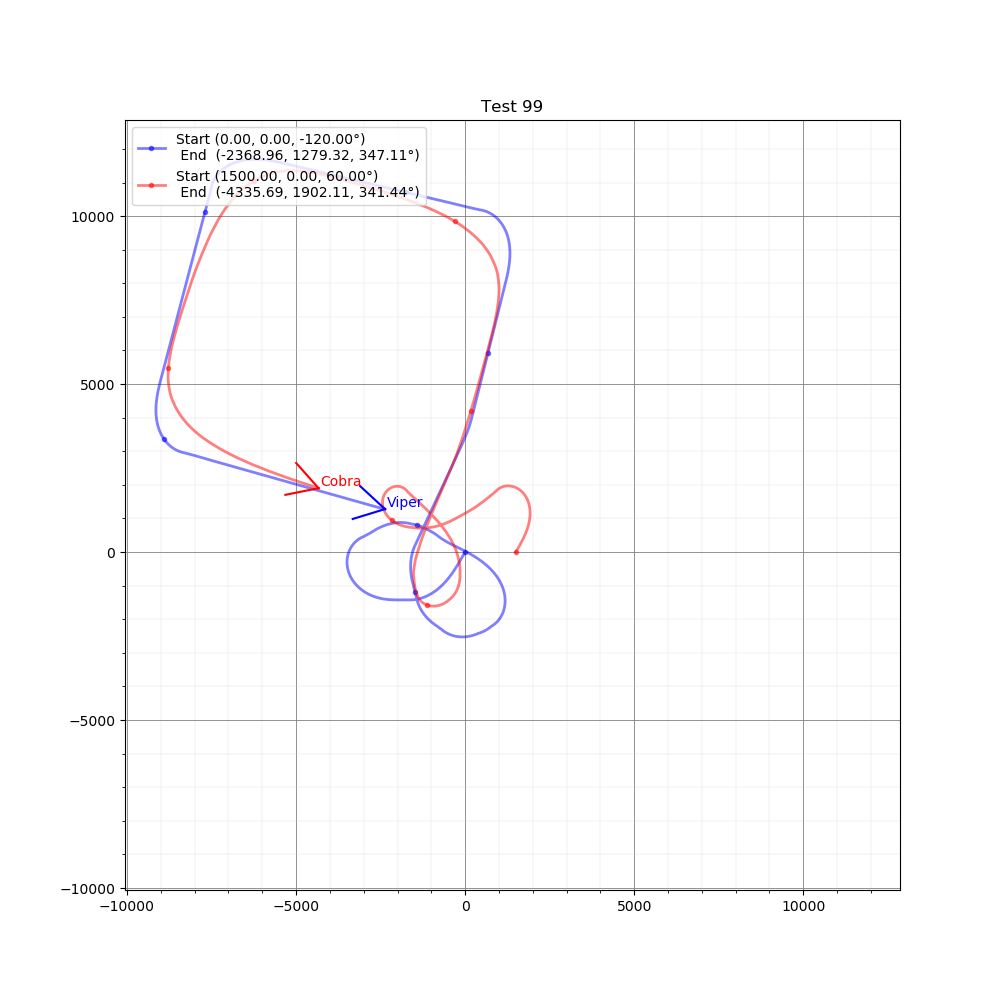 Test 99
Start (0.00, 0.00, -120.00°)
End (-2368.96, 1279.32, 347.11°)
Start (1500.00, 0.00, 60.00°)
End (-4335.69, 1902.11, 341.44°)
10000
5000
Cobra
Viper
0
−5000
−10000
−10000 −5000 0 5000 10000